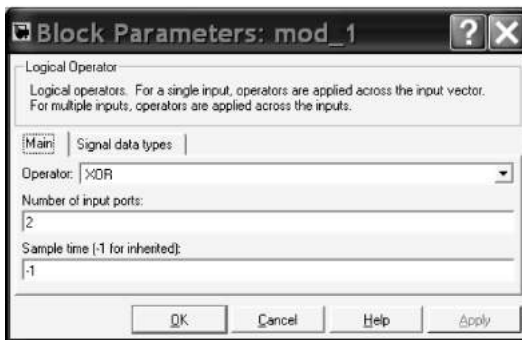 Block Parameters: mod_1
Logical Operator
Logical operators. For a single input, operators are applied across the input vector.
For multiple inputs, operators are applied across the inputs.
Main Signal data types
Operator: XOR
Number of input ports:
2
Sample time (-1 for inherited):
-1
OK Cancel Help Apply